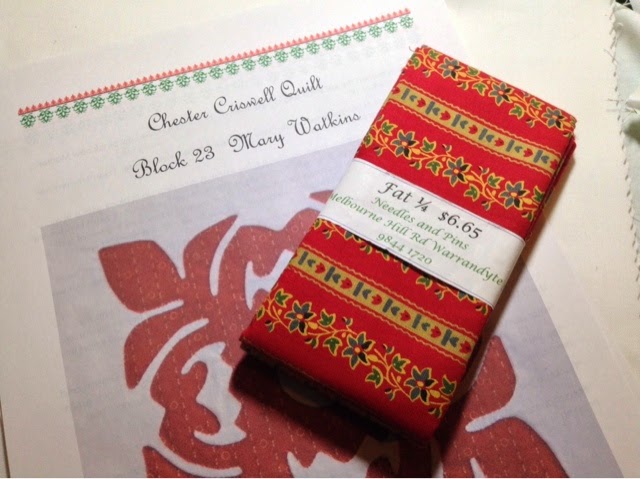 Chester Criswell Quilt
Block 23 Mary Watkins
Fat ¼ $6.65
Needles and Pins
Melbourne Hill Rd Warrandyte
9844 1720